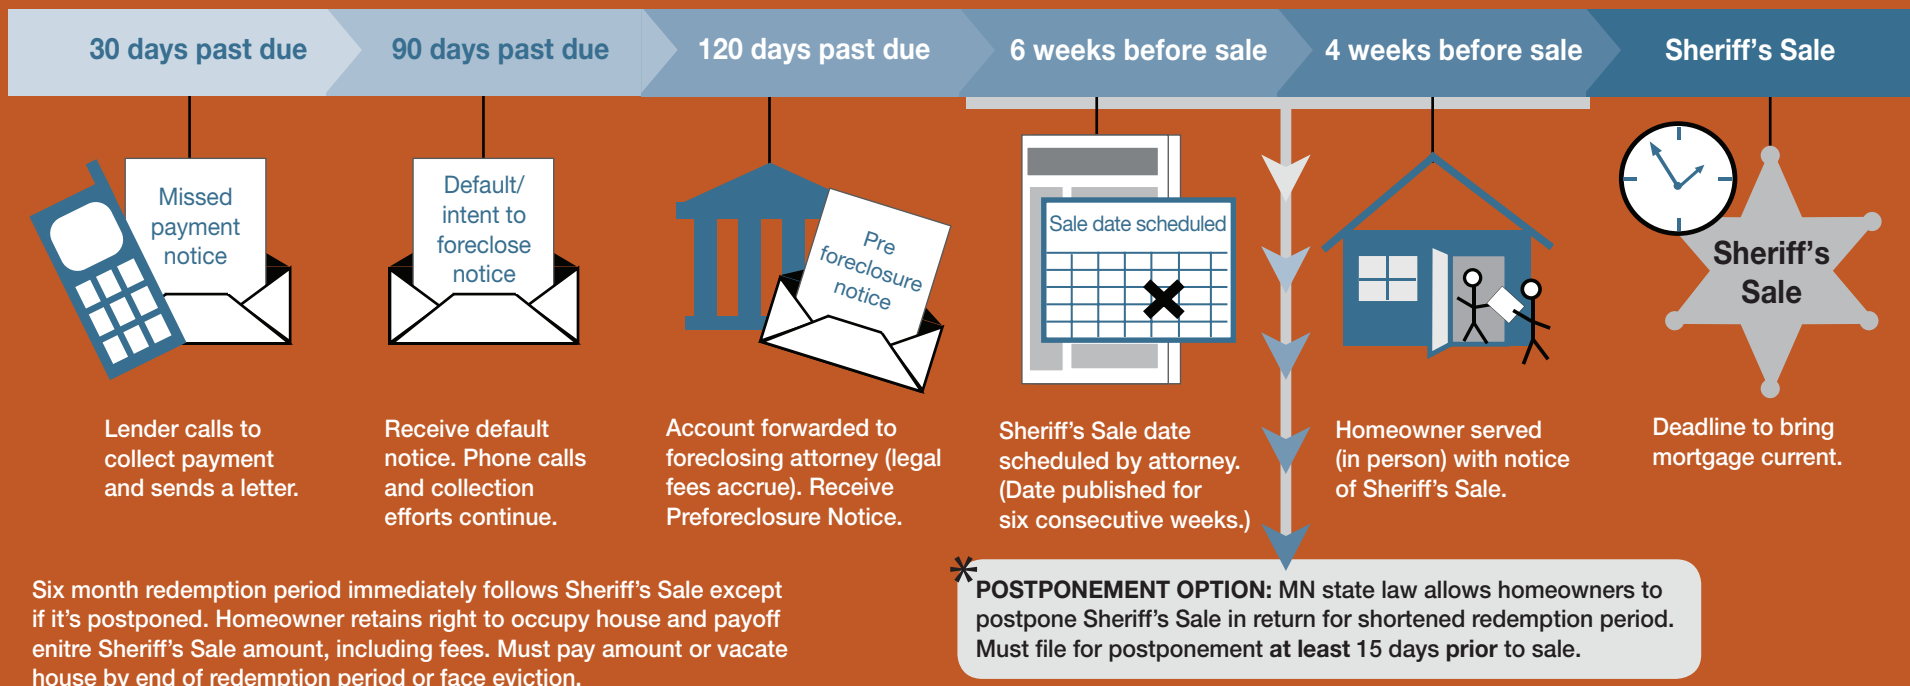 30 days past due
90 days past due
120 days past due
6 weeks before sale
4 weeks before sale
Sheriff's Sale
Missed
payment
notice
Default/
intent to
foreclose
notice
Pre
foreclosure
notice
Sale date scheduled
Sheriff's
Sale
Lender calls to
collect payment
and sends a letter.
Receive default
notice. Phone calls
and collection
efforts continue.
Account forwarded to
foreclosing attorney (legal
fees accrue). Receive
Preforeclosure Notice.
Sheriff's Sale date
scheduled by attorney.
(Date published for
six consecutive weeks.)
Homeowner served
(in person) with notice
of Sheriff's Sale.
Deadline to bring
mortgage current.
Six month redemption period immediately follows Sheriff's Sale except
if it's postponed. Homeowner retains right to occupy house and payoff
enitre Sheriff's Sale amount, including fees. Must pay amount or vacate
house by end of redemption period or face eviction.
*POSTPONEMENT OPTION: MN state law allows homeowners to
postpone Sheriff's Sale in return for shortened redemption period.
Must file for postponement at least 15 days prior to sale.